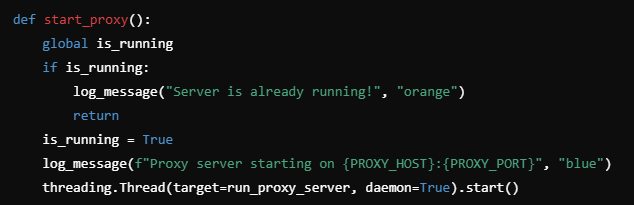 def start_proxy():
    global is_running
    if is_running:
        log_message("Server is already running!", "orange")
        return
    is_running = True
    log_message(f"Proxy server starting on {PROXY_HOST}:{PROXY_PORT}", "blue")
    threading.Thread(target=run_proxy_server, daemon=True).start()